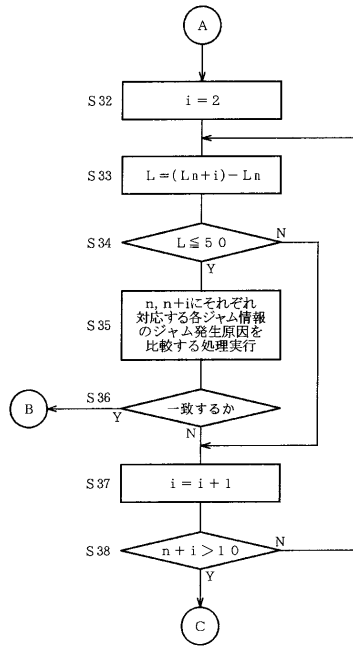 A
S32
i=2
S33
L=(Ln+i)-Ln
S34
L≦50
N
Y
S35
n, n+iにそれぞれ
対応する各ジャム情報
のジャム発生原因を
比較する処理実行
S36
B
Y
一致するか
N
S37
i=i+1
S38
n+i>10
N
Y
C